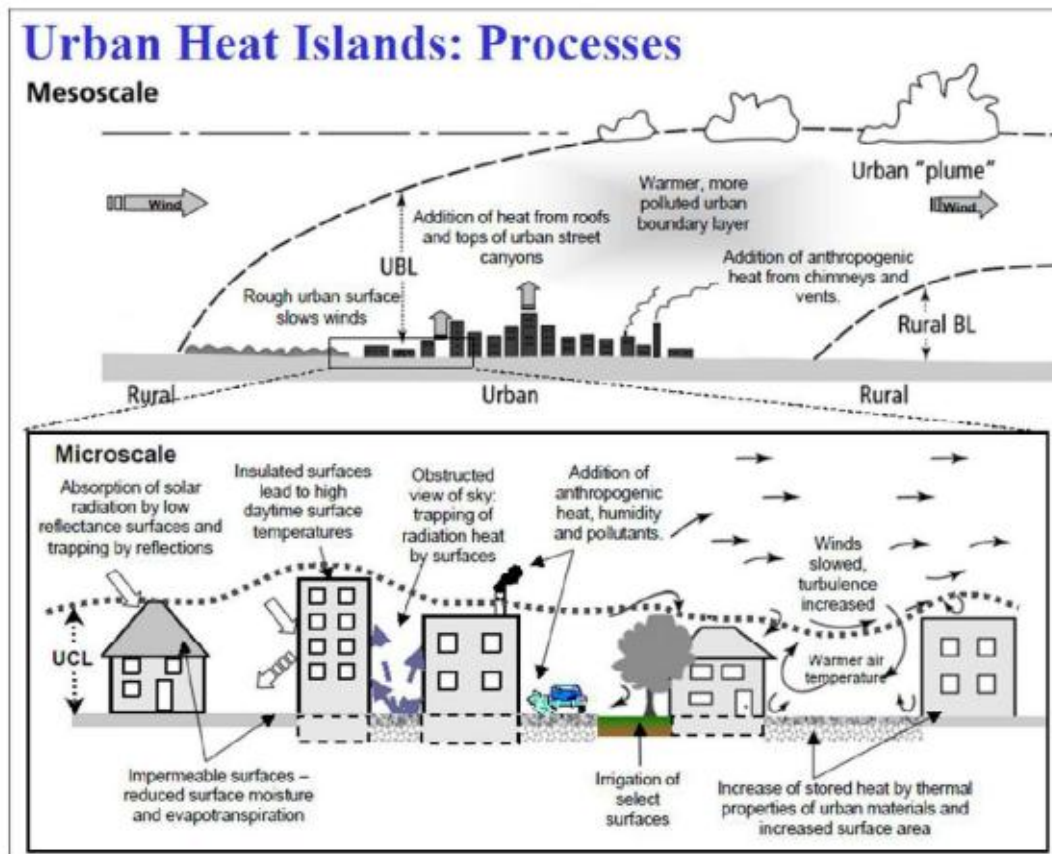 Urban Heat Islands: Processes
Mesoscale
Urban "plume"
Wind
Warmer, more
polluted urban
boundary layer
Wind
Addition of heat from roofs
and tops of urban street
canyons
UBL
Addition of anthropogenic
heat from chimneys and
vents.
Rough urban surface
slows winds
Rural BL
Rural
Urban
Rural
Microscale
Absorption of solar
radiation by low
reflectance surfaces and
trapping by reflections
Insulated surfaces
lead to high
daytime surface
temperatures
Obstructed
view of sky:
trapping of
radiation heat
by surfaces
Addition of
anthropogenic
heat, humidity
and pollutants.
Winds
slowed,
turbulence
increased
UCL
Warmer air
temperature
Impermeable surfaces –
reduced surface moisture
and evapotranspiration
Irrigation of
select
surfaces
Increase of stored heat by thermal
properties of urban materials and
increased surface area